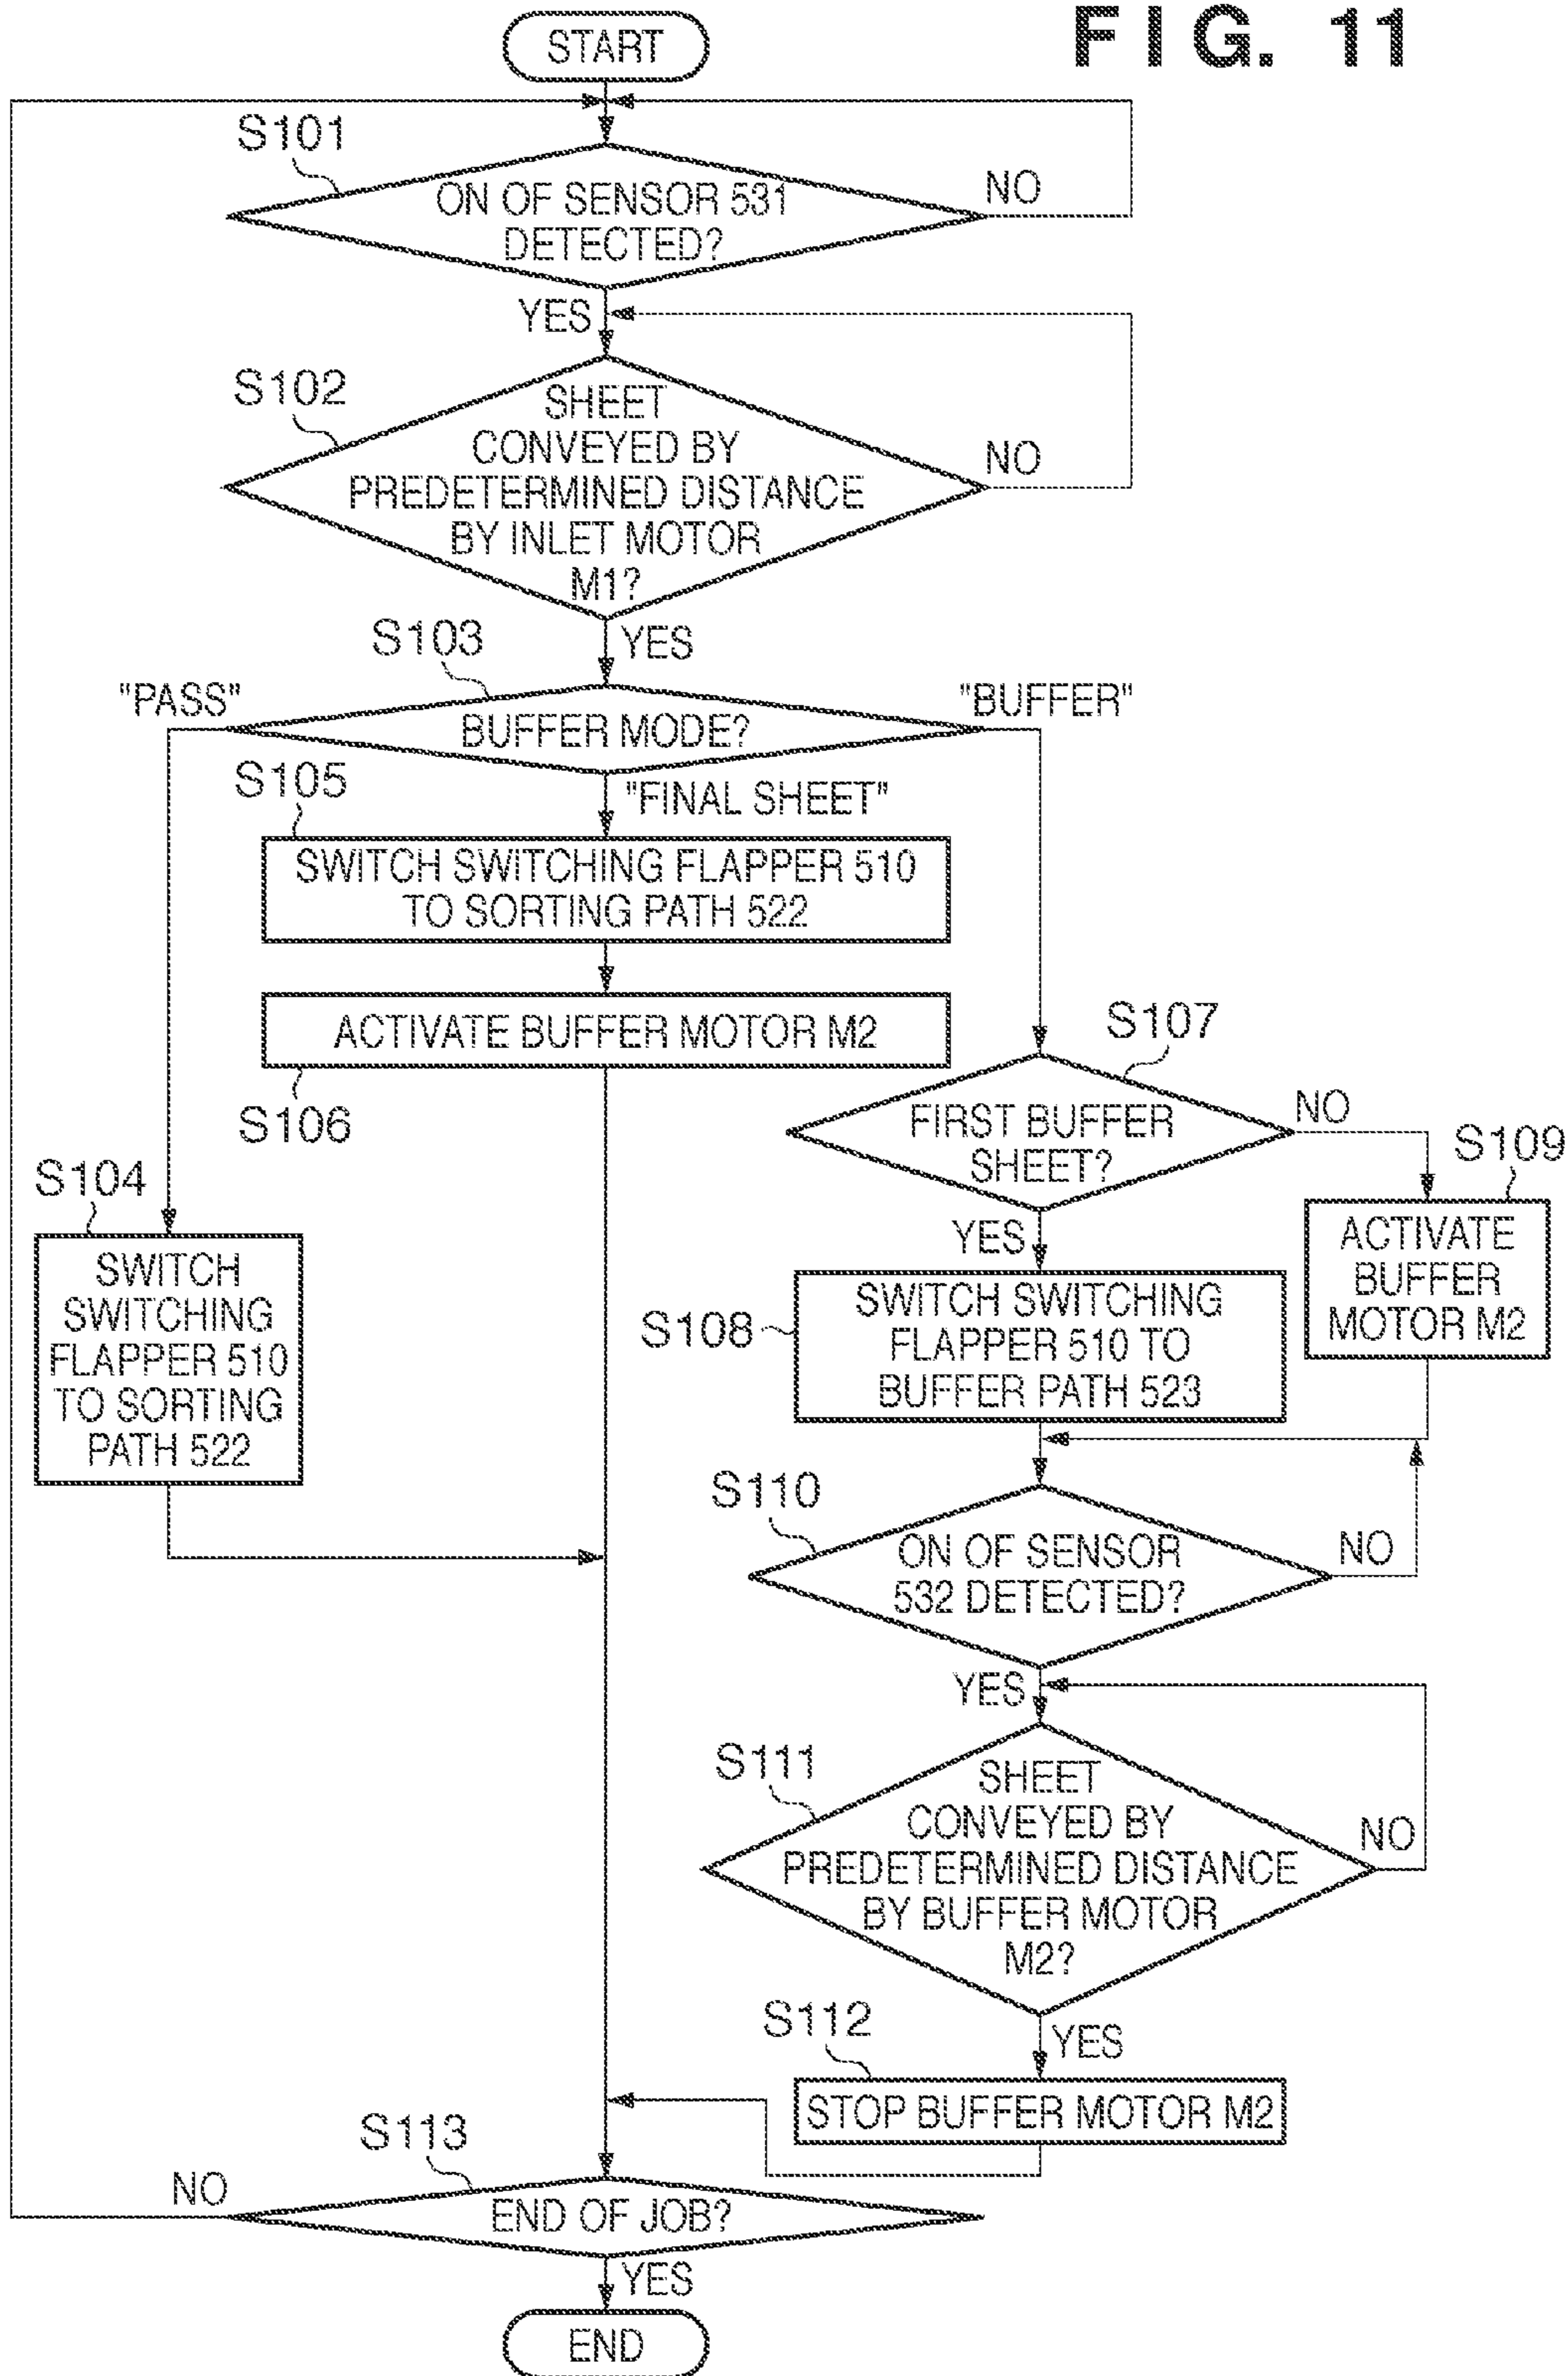 FIG. 11
START
S101
ON OF SENSOR 531
DETECTED?
NO
YES
S102
SHEET
CONVEYED BY
PREDETERMINED DISTANCE
BY INLET MOTOR
M1?
NO
YES
S103
"PASS"
BUFFER MODE?
"BUFFER"
"FINAL SHEET"
S105
SWITCH SWITCHING FLAPPER 510
TO SORTING PATH 522
ACTIVATE BUFFER MOTOR M2
S106
S104
SWITCH
SWITCHING
FLAPPER 510
TO SORTING
PATH 522
S107
FIRST BUFFER
SHEET?
NO
YES
S109
ACTIVATE
BUFFER
MOTOR M2
S108
SWITCH SWITCHING
FLAPPER 510 TO
BUFFER PATH 523
S110
ON OF SENSOR
532 DETECTED?
NO
YES
S111
SHEET
CONVEYED BY
PREDETERMINED DISTANCE
BY BUFFER MOTOR
M2?
NO
YES
S112
STOP BUFFER MOTOR M2
S113
END OF JOB?
NO
YES
END